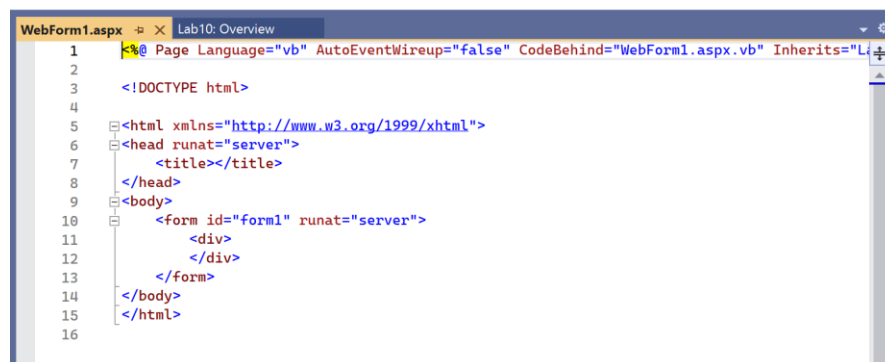 WebForm1.aspx Lab10: Overview
1 <%@ Page Language="vb" AutoEventWireup="false" CodeBehind="WebForm1.aspx.vb" Inherits="La
2
3 <!DOCTYPE html>
4
5 <html xmlns="http://www.w3.org/1999/xhtml">
6 <head runat="server">
7     <title></title>
8 </head>
9 <body>
10     <form id="form1" runat="server">
11         <div>
12         </div>
13     </form>
14 </body>
15 </html>
16